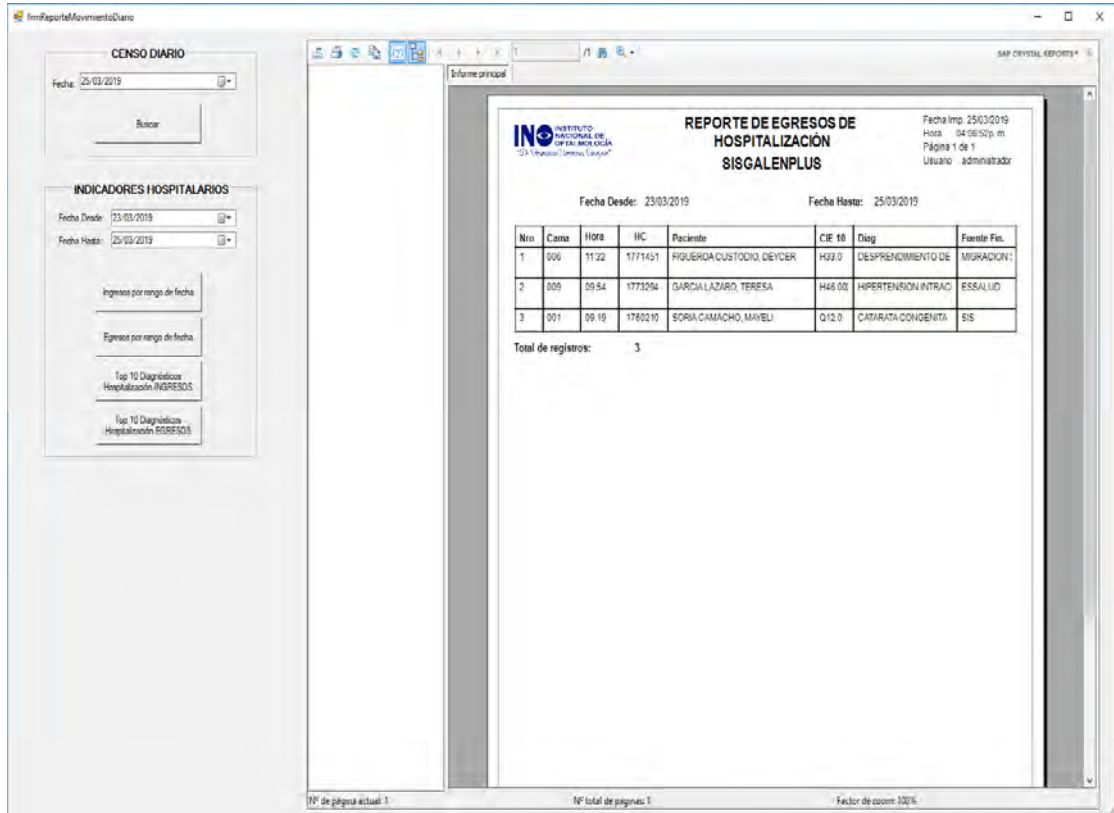 frmReporteMovimientoDiario
CENSO DIARIO
Fecha: 25/03/2019
Buscar
INDICADORES HOSPITALARIOS
Fecha Desde: 23/03/2019
Fecha Hasta: 25/03/2019
Ingresos por rango de fecha
Egresos por rango de fecha
Top 10 Diagnósticos
Hospitalización INGRESOS
Top 10 Diagnósticos
Hospitalización EGRESOS
1 /1 SAP CRYSTAL REPORTS
Informe principal
INO INSTITUTO
NACIONAL DE
OFTALMOLOGÍA
REPORTE DE EGRESOS DE
HOSPITALIZACIÓN
SISGALENPLUS
Fecha Imp. 25/03/2019
Hora 04:06:52p. m.
Página 1 de 1
Usuario administrador
Fecha Desde: 23/03/2019 Fecha Hasta: 25/03/2019
Nro Cama Hora HC Paciente CIE 10 Diag Fuente Fin.
1 006 11:32 1771451 FIGUEROA CUSTODIO, DEYCER H33.0 DESPRENDIMIENTO DE MIGRACION
2 009 09:54 1773294 GARCIA LAZARO, TERESA HIPERTENSION INTRAC ESSALUD
3 001 09:19 1760210 SORIA CAMACHO, MAYELI Q12.0 CATARATA CONGENITA SIS
Total de registros: 3
Nº de página actual: 1 Nº total de páginas: 1 Factor de zoom: 100%